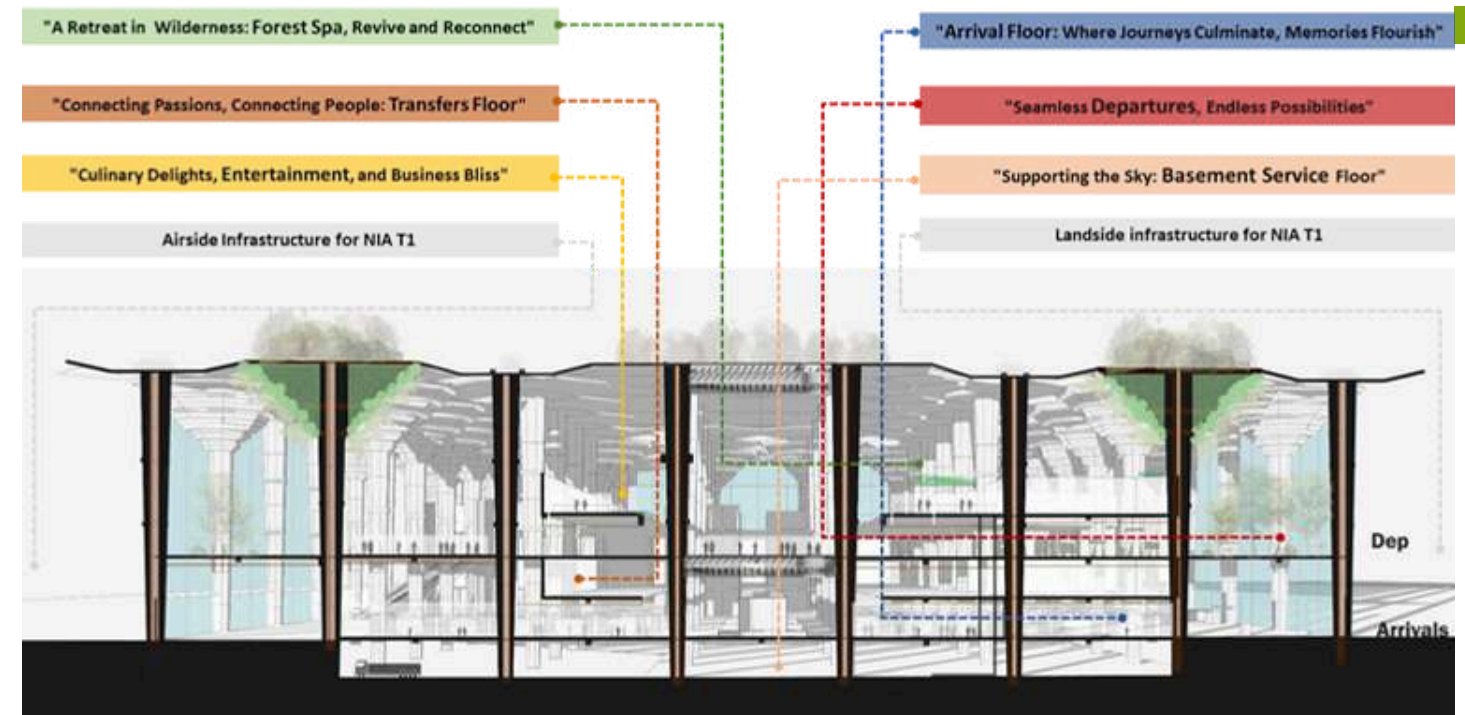 "A Retreat in Wilderness: Forest Spa, Revive and Reconnect"
"Connecting Passions, Connecting People: Transfers Floor"
"Culinary Delights, Entertainment, and Business Bliss"
Airside Infrastructure for NIA T1
"Arrival Floor: Where Journeys Culminate, Memories Flourish"
"Seamless Departures, Endless Possibilities"
"Supporting the Sky: Basement Service Floor"
Landside infrastructure for NIA T1
Dep
Arrivals